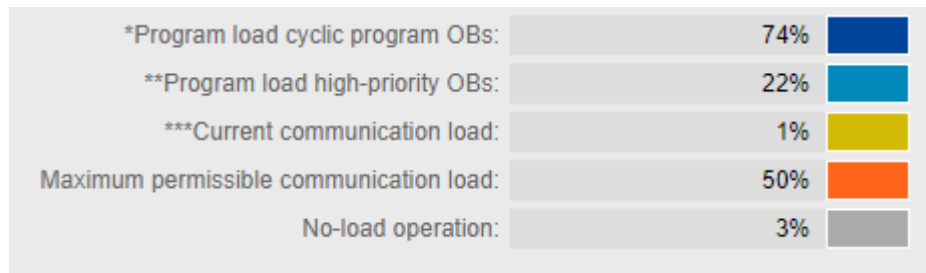 *Program load cyclic program OBs: 74%
**Program load high-priority OBs: 22%
***Current communication load: 1%
Maximum permissible communication load: 50%
No-load operation: 3%